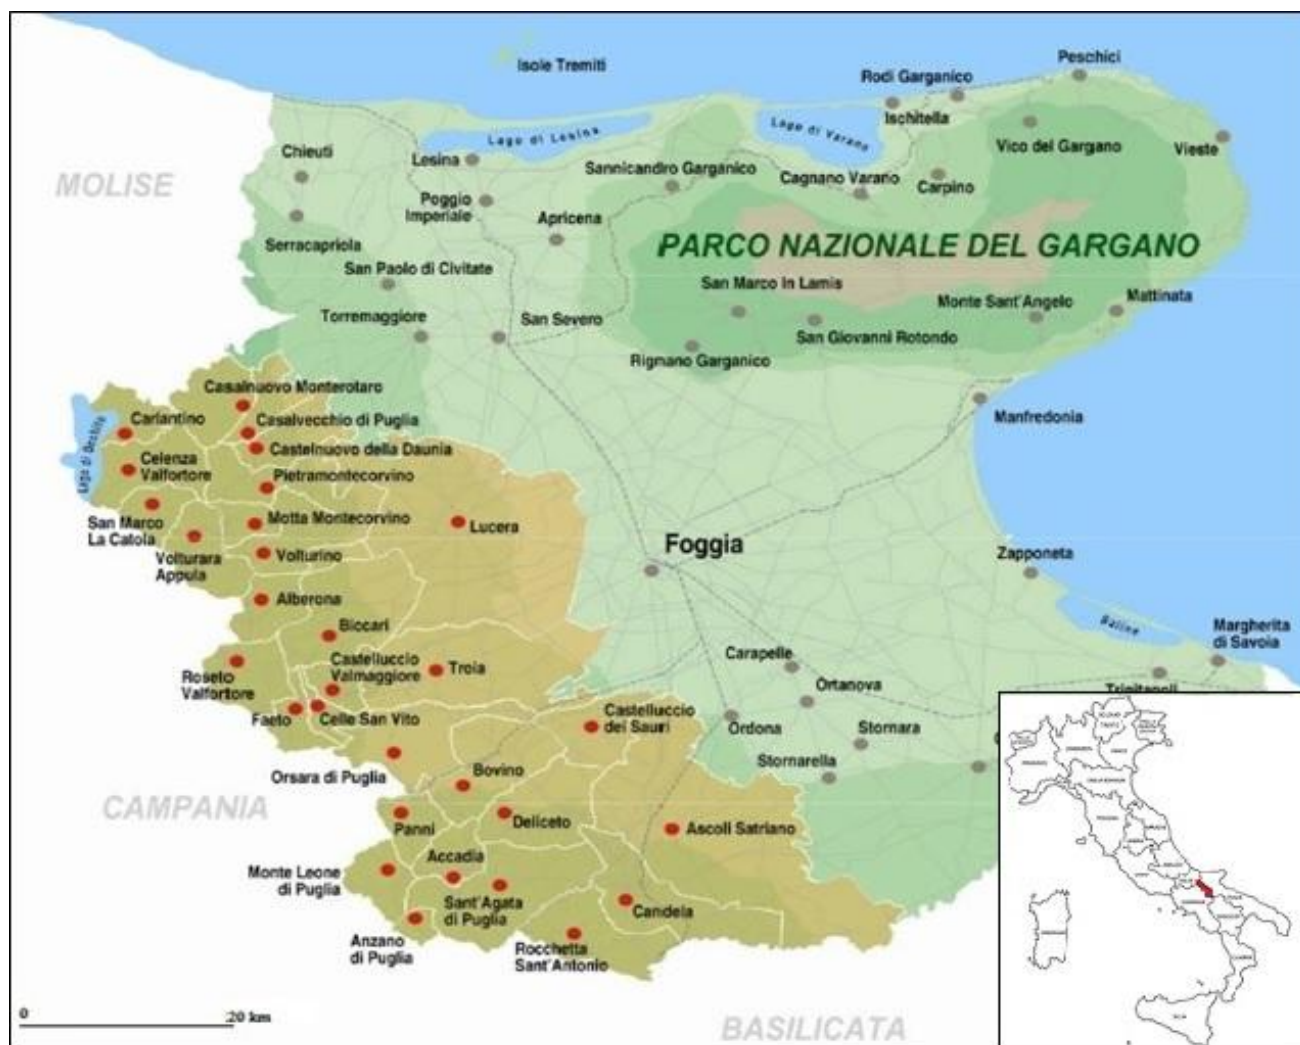 Isole Tremiti
Peschici
Rodi Garganico
Ischitella
Lago di Lesina
Lago di Varano
Chieuti
Lesina
Sannicandro Garganico
Cagnano Varano
Carpino
Vico del Gargano
Vieste
MOLISE
Poggio
Imperiale
Apricena
Serracapriola
PARCO NAZIONALE DEL GARGANO
San Paolo di Civitate
San Marco In Lamis
Monte Sant'Angelo
Mattinata
Torremaggiore
San Severo
San Giovanni Rotondo
Rignano Garganico
Casalnuovo Monterotaro
Manfredonia
Carlantino
Casalvecchio di Puglia
Castelnuovo della Daunia
Celenza
Valfortore
Pietramontecorvino
San Marco
La Catola
Motta Montecorvino
Lucera
Volturara
Appula
Volturino
Foggia
Zapponeta
Alberona
Biccari
Saline
Margherita
di Savoia
Roseto
Valfortore
Castelluccio
Valmaggiore
Troia
Carapelle
Ortanova
Faeto
Celle San Vito
Castelluccio
dei Sauri
Ordona
Stornara
Orsara di Puglia
Bovino
Stornarella
CAMPANIA
Panni
Deliceto
Ascoli Satriano
Monte Leone
di Puglia
Accadia
Sant'Agata
di Puglia
Candela
Anzano
di Puglia
Rocchetta
Sant'Antonio
0
20 km
BASILICATA